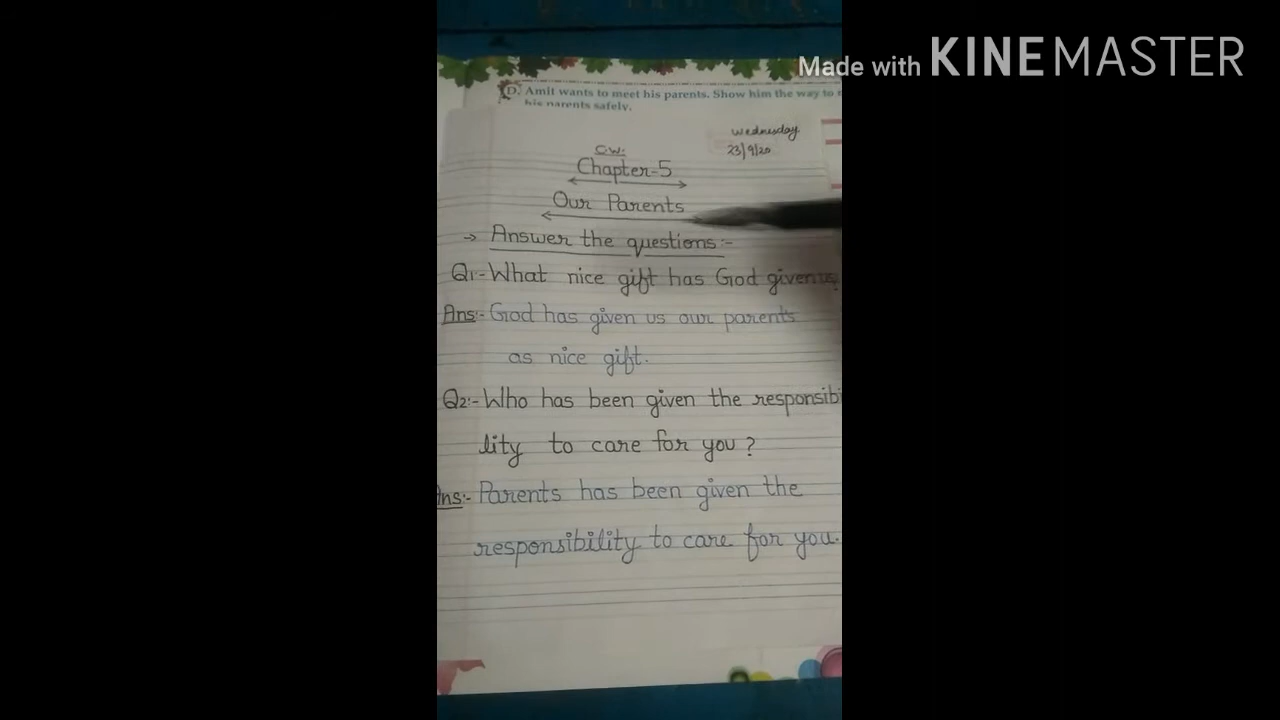 Made with KINEMASTER
D. Amit wants to meet his parents. Show him the way to
his parents safely.
Wednesday
23/9/20
C.W.
Chapter-5
Our Parents
→ Answer the questions:-
Q1:- What nice gift has God given us?
Ans:- God has given us our parents
as nice gift.
Q2:- Who has been given the responsibi
lity to care for you?
Ans:- Parents has been given the
responsibility to care for you.